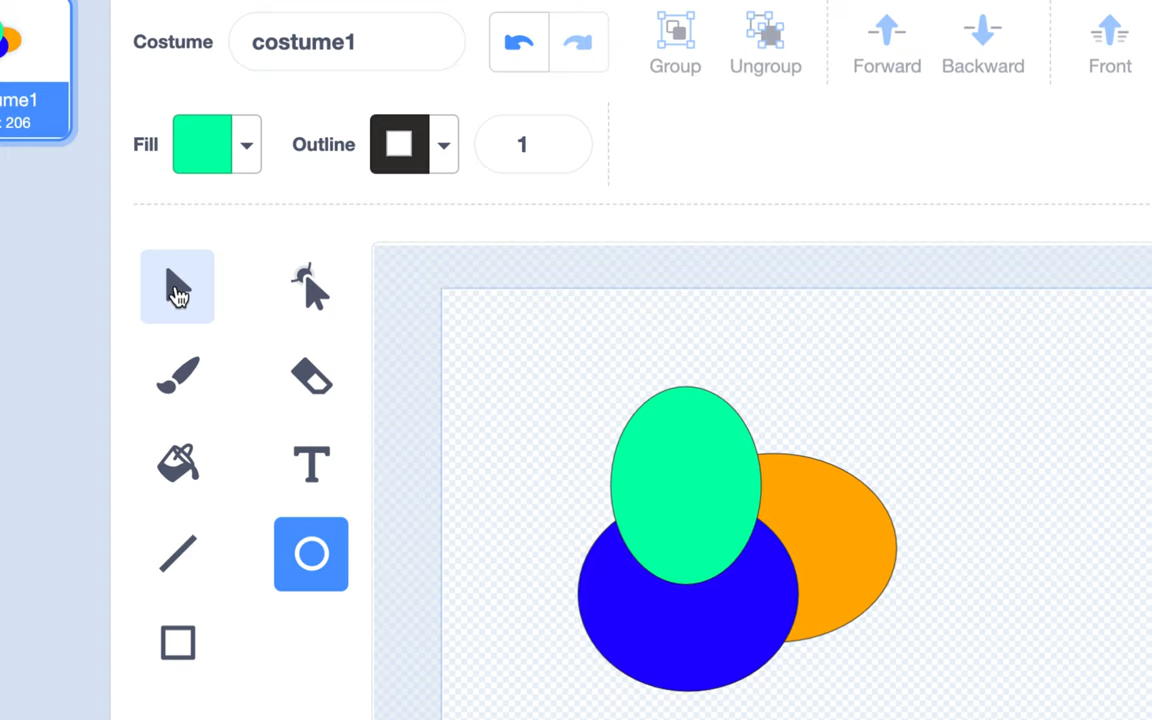 Costume costume1
Group Ungroup Forward Backward Front
ume1
: 206
Fill Outline 1
T